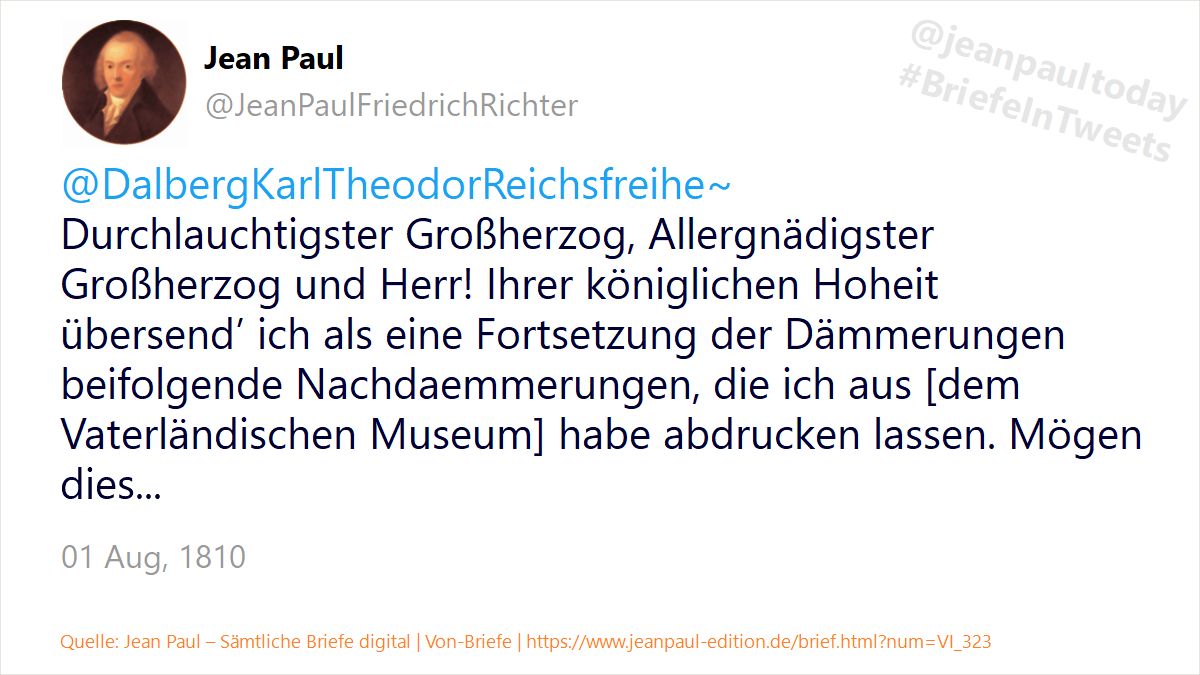 Jean Paul
@JeanPaulFriedrichRichter
@jeanpaultoday
#BriefeInTweets
@DalbergKarlTheodorReichsfreihe~
Durchlauchtigster Großherzog, Allergnädigster
Großherzog und Herr! Ihrer königlichen Hoheit
übersend’ ich als eine Fortsetzung der Dämmerungen
beifolgende Nachdaemmerungen, die ich aus [dem
Vaterländischen Museum] habe abdrucken lassen. Mögen
dies...
01 Aug, 1810
Quelle: Jean Paul – Sämtliche Briefe digital | Von-Briefe | https://www.jeanpaul-edition.de/brief.html?num=VI_323